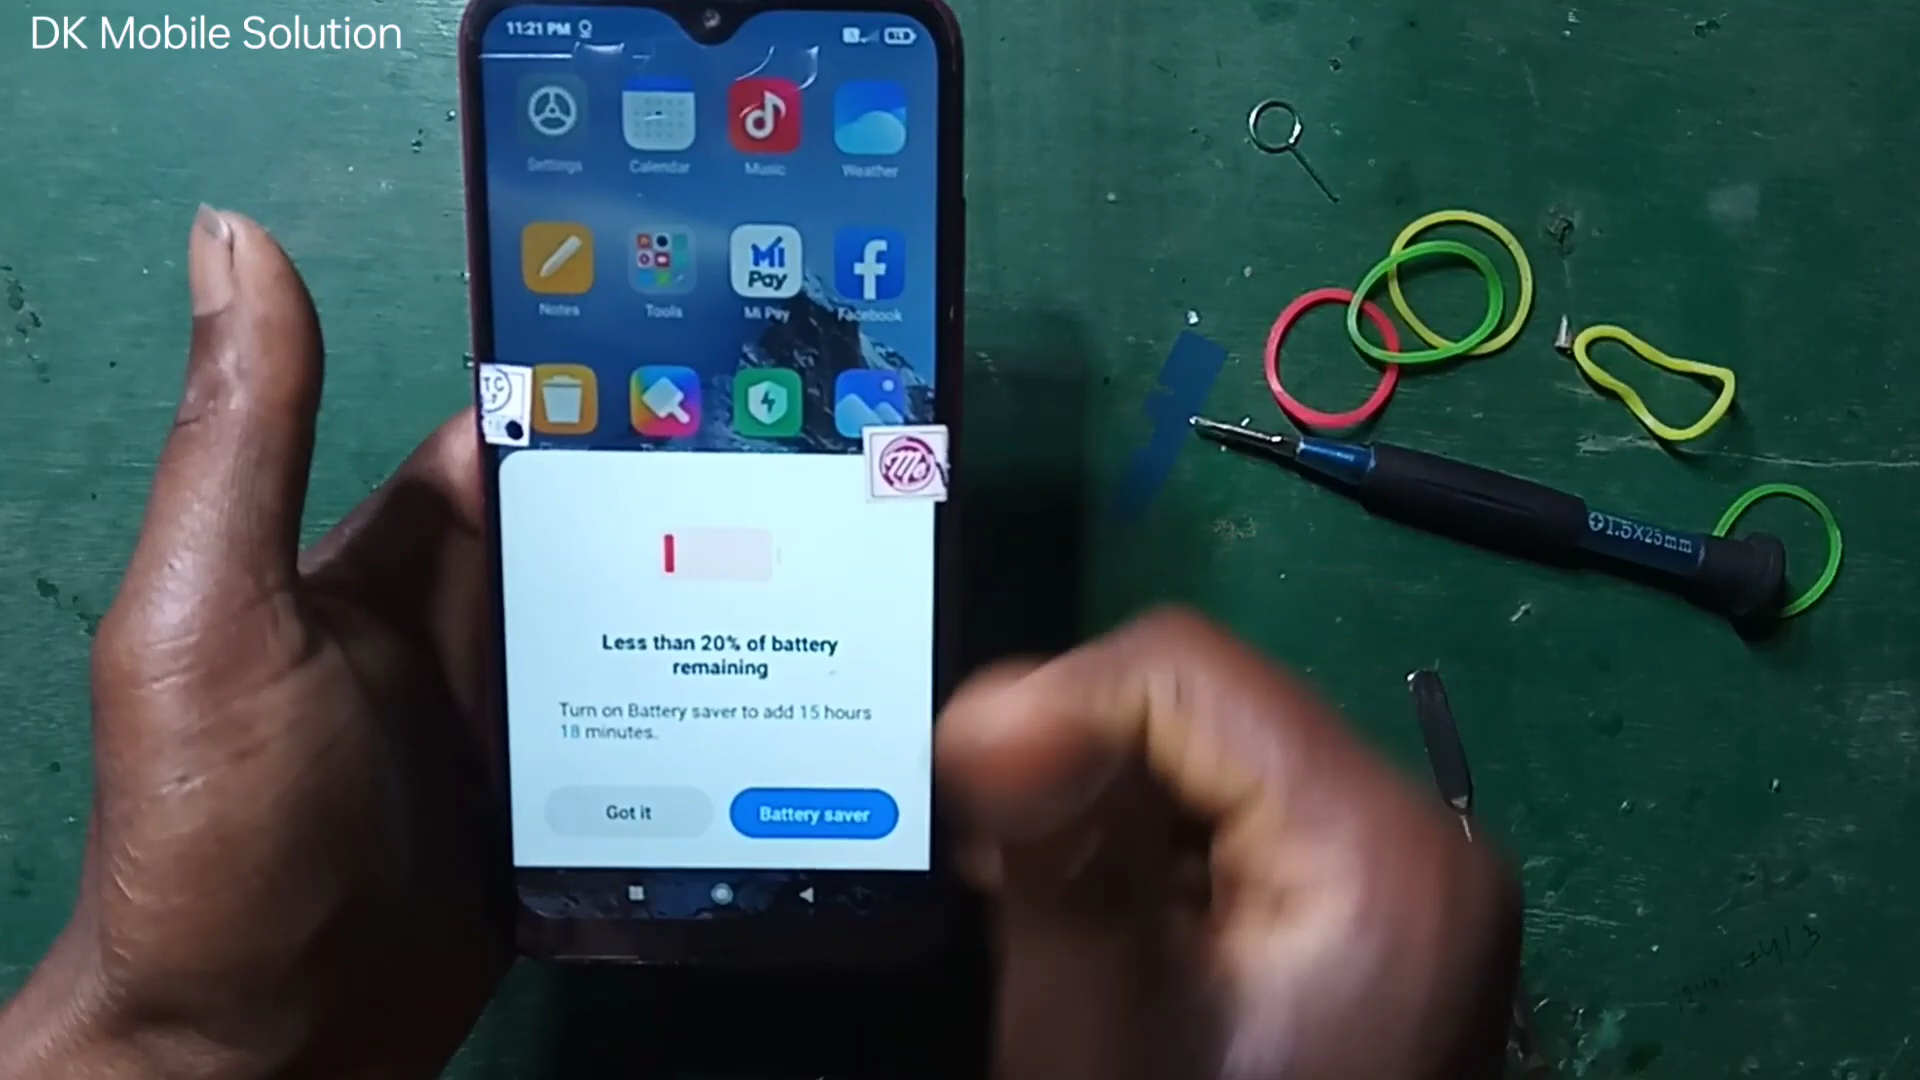 DK Mobile Solution
11:21 PM
Settings
Calendar
Music
Weather
Mi
Pay
Notes
Tools
Mi Pay
Facebook
TC
Less than 20% of battery
remaining
Turn on Battery saver to add 15 hours
18 minutes.
Got it
Battery saver
1.5X25mm